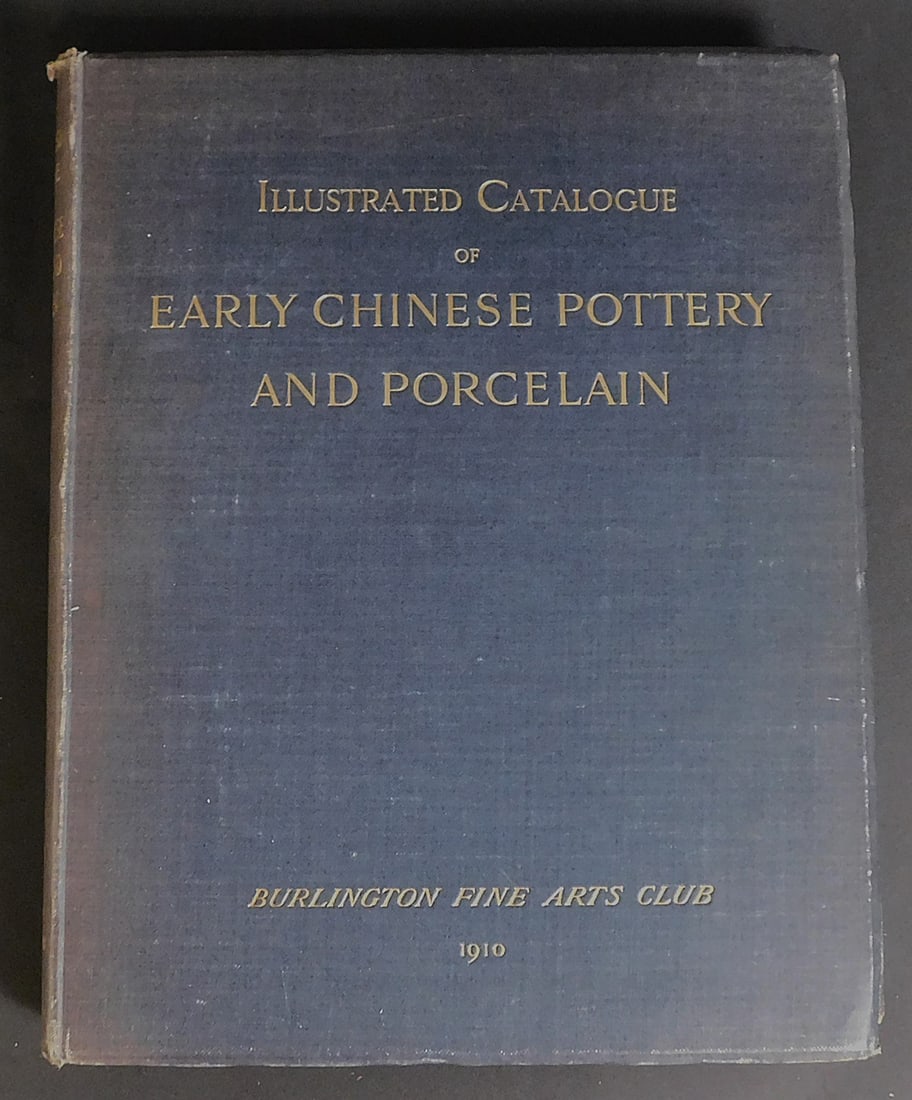 ILLUSTRATED CATALOGUE
OF
EARLY CHINESE POTTERY
AND PORCELAIN
BURLINGTON FINE ARTS CLUB
1910